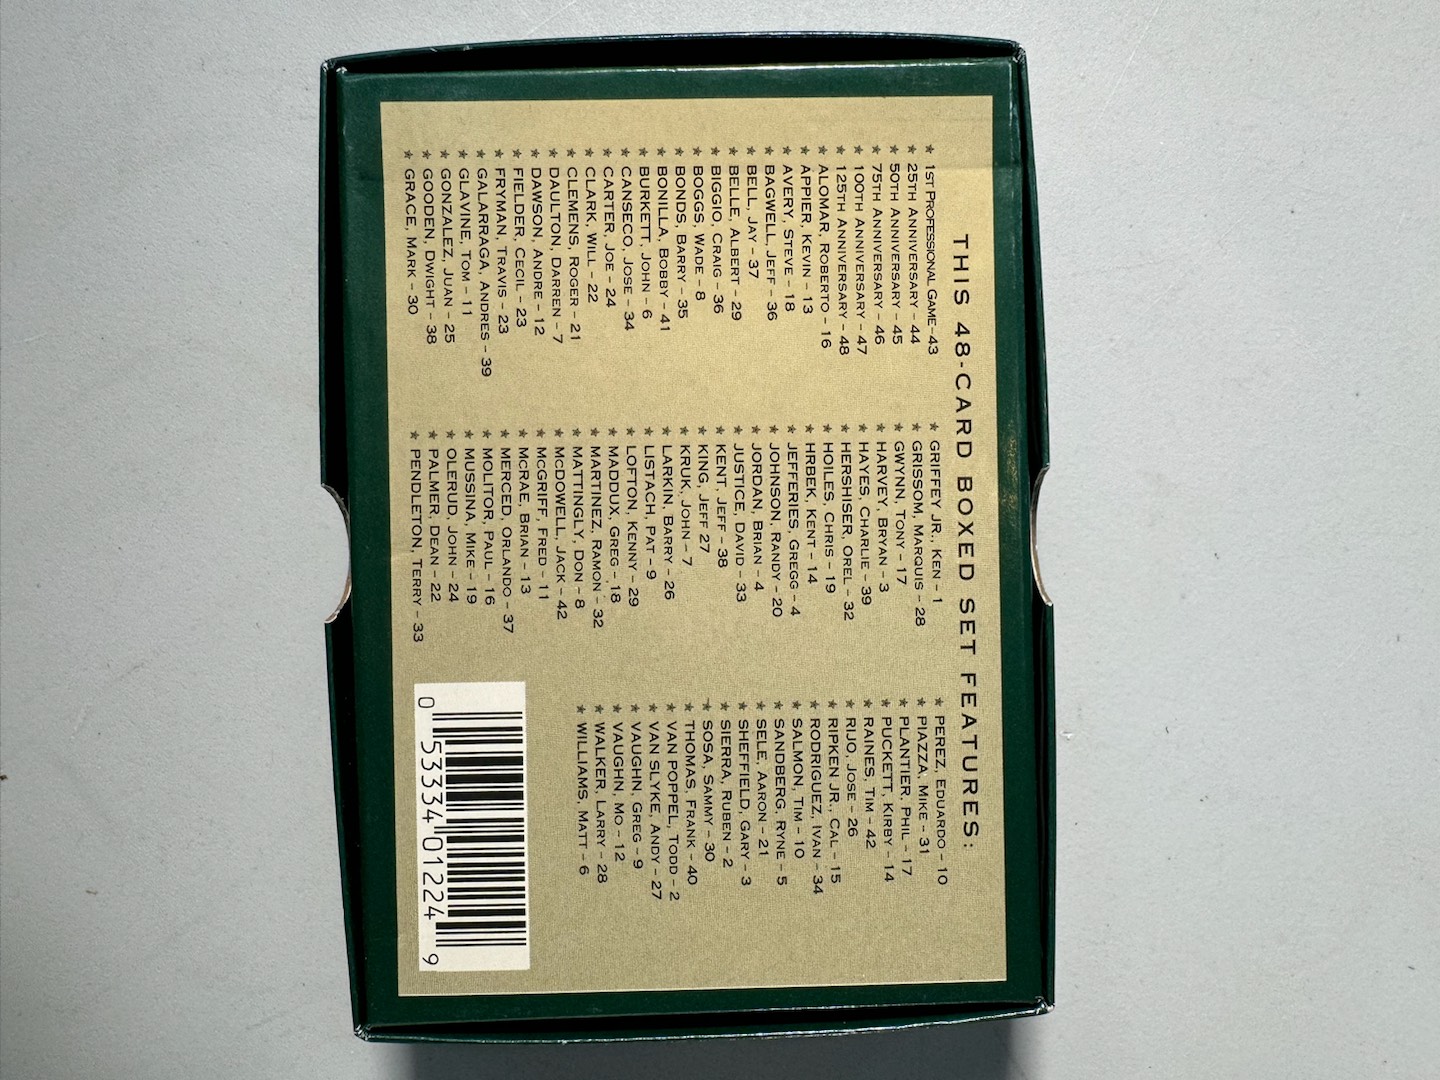 THIS 48-CARD BOXED SET FEATURES:
★ 1ST PROFESSIONAL GAME-43
★ 25TH ANNIVERSARY - 44
★ 50TH ANNIVERSARY - 45
★ 75TH ANNIVERSARY - 46
★ 100TH ANNIVERSARY - 47
★ 125TH ANNIVERSARY - 48
★ ALOMAR, ROBERTO - 16
★ APPIER, KEVIN - 13
★ AVERY, STEVE - 18
★ BAGWELL, JEFF - 36
★ BELL, JAY - 37
★ BELLE, ALBERT - 29
★ BIGGIO, CRAIG - 36
★ BOGGS, WADE - 8
★ BONDS, BARRY - 35
★ BONILLA, BOBBY - 41
★ BURKETT, JOHN - 6
★ CANSECO, JOSE - 34
★ CARTER, JOE - 24
★ CLARK, WILL - 22
★ CLEMENS, ROGER - 21
★ DAULTON, DARREN - 7
★ DAWSON, ANDRE - 12
★ FIELDER, CECIL - 23
★ FRYMAN, TRAVIS - 23
★ GALARRAGA, ANDRES - 39
★ GLAVINE, TOM - 11
★ GONZALEZ, JUAN - 25
★ GOODEN, DWIGHT - 38
★ GRACE, MARK - 30
★ GRIFFEY JR., KEN - 1
★ GRISSOM, MARQUIS - 28
★ GWYNN, TONY - 17
★ HARVEY, BRYAN - 3
★ HAYES, CHARLIE - 39
★ HERSHISER, OREL - 32
★ HOILES, CHRIS - 19
★ HRBEK, KENT - 14
★ JEFFERIES, GREGG - 4
★ JOHNSON, RANDY - 20
★ JORDAN, BRIAN - 4
★ JUSTICE, DAVID - 33
★ KENT, JEFF - 38
★ KING, JEFF 27
★ KRUK, JOHN - 7
★ LARKIN, BARRY - 26
★ LISTACH, PAT - 9
★ LOFTON, KENNY - 29
★ MADDUX, GREG - 18
★ MARTINEZ, RAMON - 32
★ MATTINGLY, DON - 8
★ MCDOWELL, JACK - 42
★ MCGRIFF, FRED - 11
★ MCRAE, BRIAN - 13
★ MERCED, ORLANDO - 37
★ MOLITOR, PAUL - 16
★ MUSSINA, MIKE - 19
★ OLERUD, JOHN - 24
★ PALMER, DEAN - 22
★ PENDLETON, TERRY - 33
★ PEREZ, EDUARDO - 10
★ PIAZZA, MIKE - 31
★ PLANTIER, PHIL - 17
★ PUCKETT, KIRBY - 14
★ RAINES, TIM - 42
★ RIJO, JOSE - 26
★ RIPKEN JR., CAL - 15
★ RODRIGUEZ, IVAN - 34
★ SALMON, TIM - 10
★ SANDBERG, RYNE - 5
★ SELE, AARON - 21
★ SHEFFIELD, GARY - 3
★ SIERRA, RUBEN - 2
★ SOSA, SAMMY - 30
★ THOMAS, FRANK - 40
★ VAN POPPEL, TODD - 2
★ VAN SLYKE, ANDY - 27
★ VAUGHN, GREG - 9
★ VAUGHN, MO - 12
★ WALKER, LARRY - 28
★ WILLIAMS, MATT - 6
0 53334 01224 9